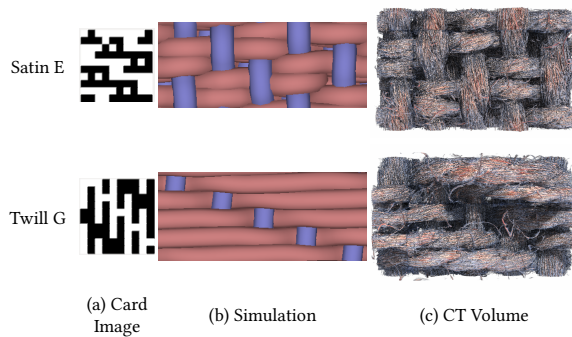 Satin E
Twill G
(a) Card
Image
(b) Simulation
(c) CT Volume